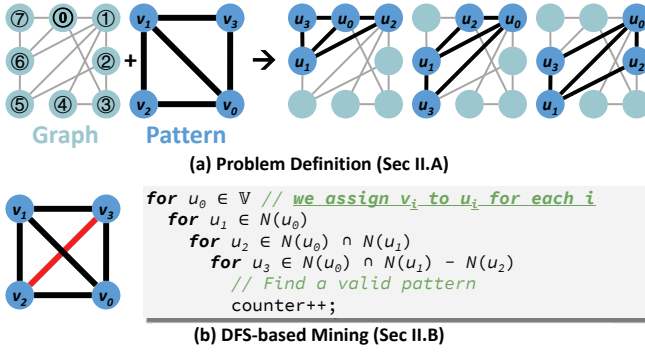 ⑦ ⓪ ① v₁ v₃ u₃ u₀ u₂ u₂ u₀ u₀
⑥ ② + → u₁ u₁ u₃ u₂
⑤ ④ ③ v₂ v₀ u₃ u₁
Graph Pattern
(a) Problem Definition (Sec II.A)
v₁ v₃
v₂ v₀
for u₀ ∈ 𝕍 // we assign vᵢ to uᵢ for each i
for u₁ ∈ N(u₀)
for u₂ ∈ N(u₀) ∩ N(u₁)
for u₃ ∈ N(u₀) ∩ N(u₁) − N(u₂)
// Find a valid pattern
counter++;
(b) DFS-based Mining (Sec II.B)